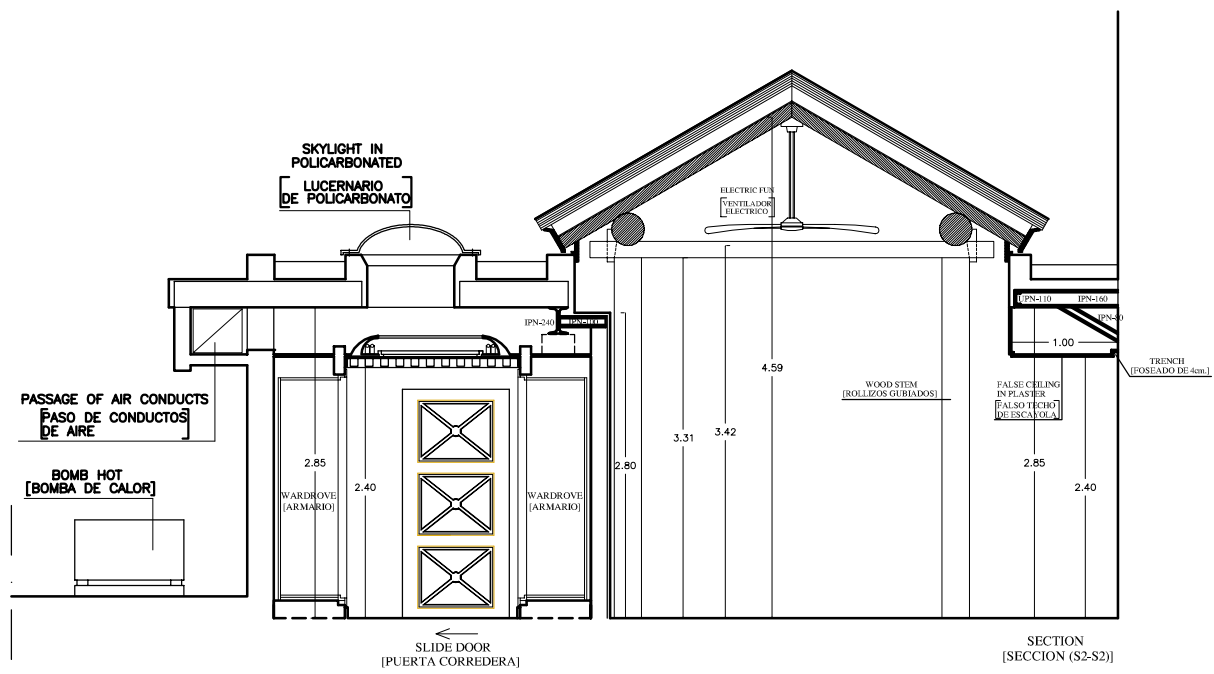 SKYLIGHT IN
POLICARBONATED
[LUCERNARIO
DE POLICARBONATO]
ELECTRIC FUN
[VENTILADOR
ELECTRICO]
UPN-110 IPN-160
IPN-240 IPN-100
IPN-80
1.00
TRENCH
[FOSEADO DE 4cm.]
4.59
WOOD STEM
[ROLLIZOS GUBIADOS]
FALSE CEILING
IN PLASTER
[FALSO TECHO
DE ESCAYOLA]
PASSAGE OF AIR CONDUCTS
[PASO DE CONDUCTOS
DE AIRE]
3.31
3.42
2.85
2.80
2.85
2.40
2.40
BOMB HOT
[BOMBA DE CALOR]
WARDROVE
[ARMARIO]
WARDROVE
[ARMARIO]
SLIDE DOOR
[PUERTA CORREDERA]
SECTION
[SECCION (S2-S2)]